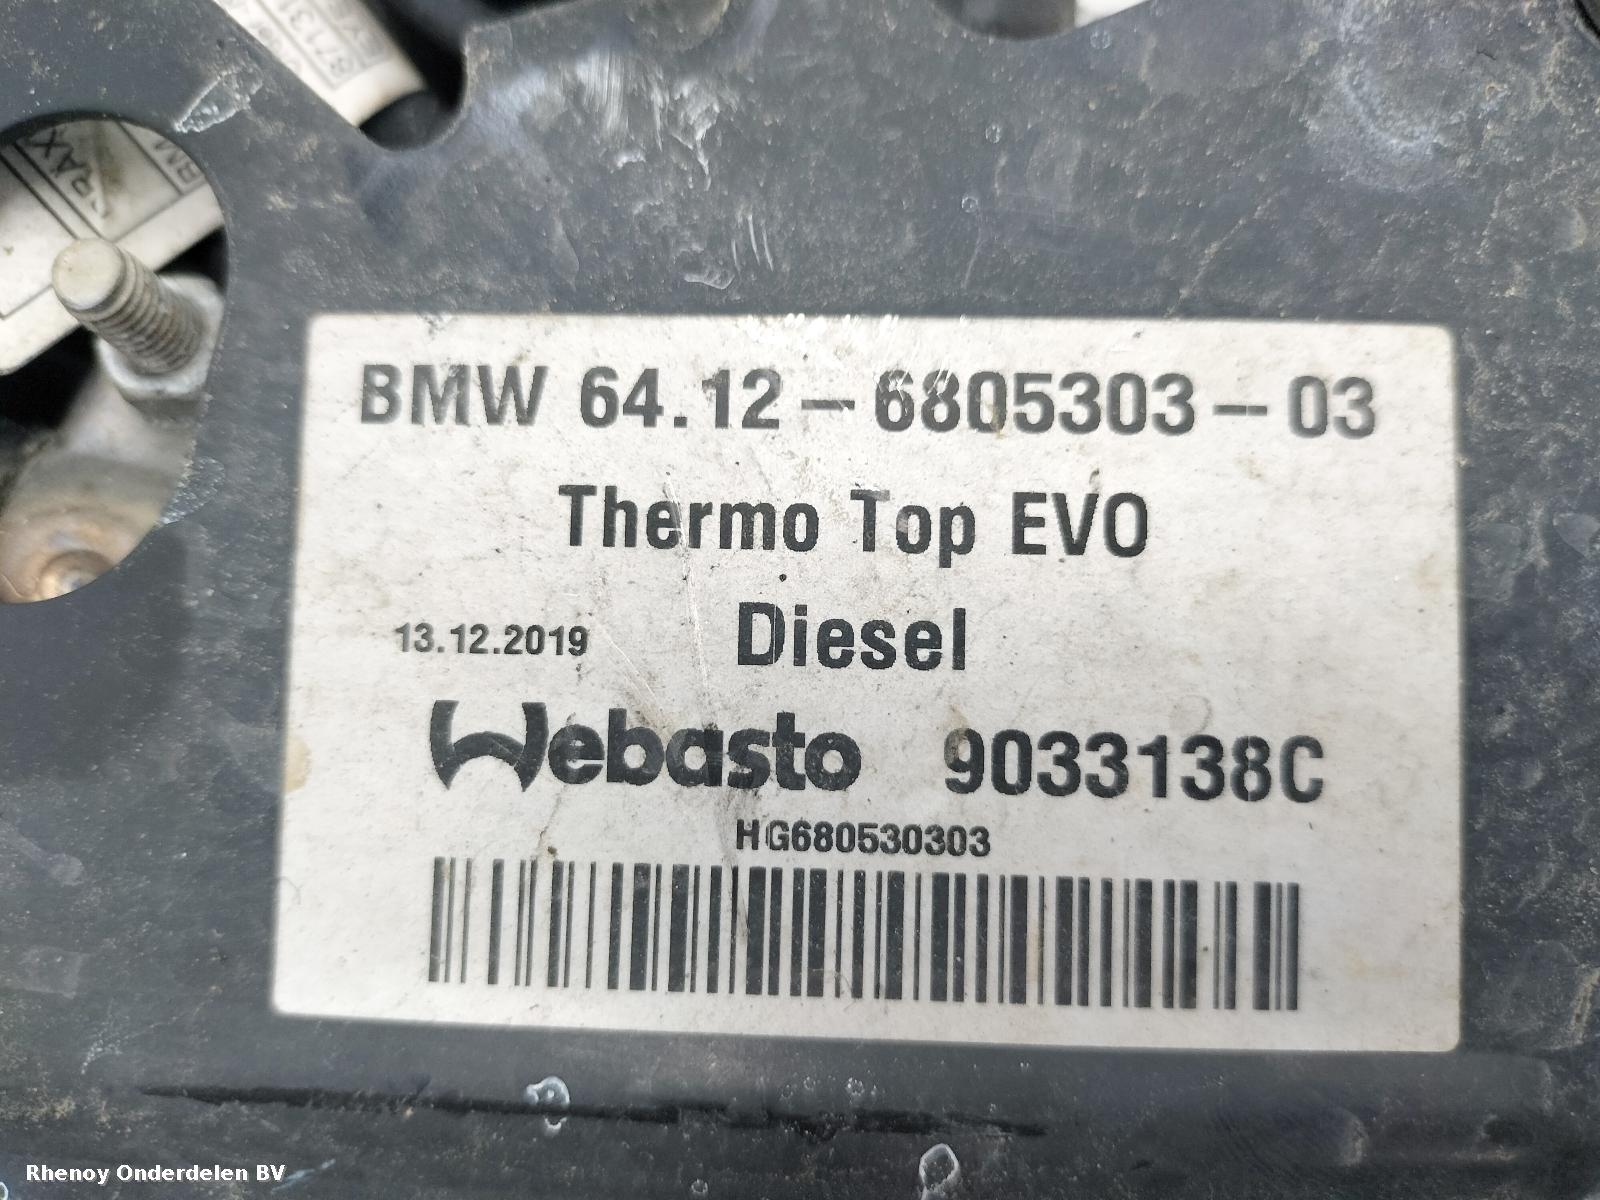 BMW 64.12-6805303-03
Thermo Top EVO
Diesel
13.12.2019
Webasto 9033138C
HG680530303
Rhenoy Onderdelen BV